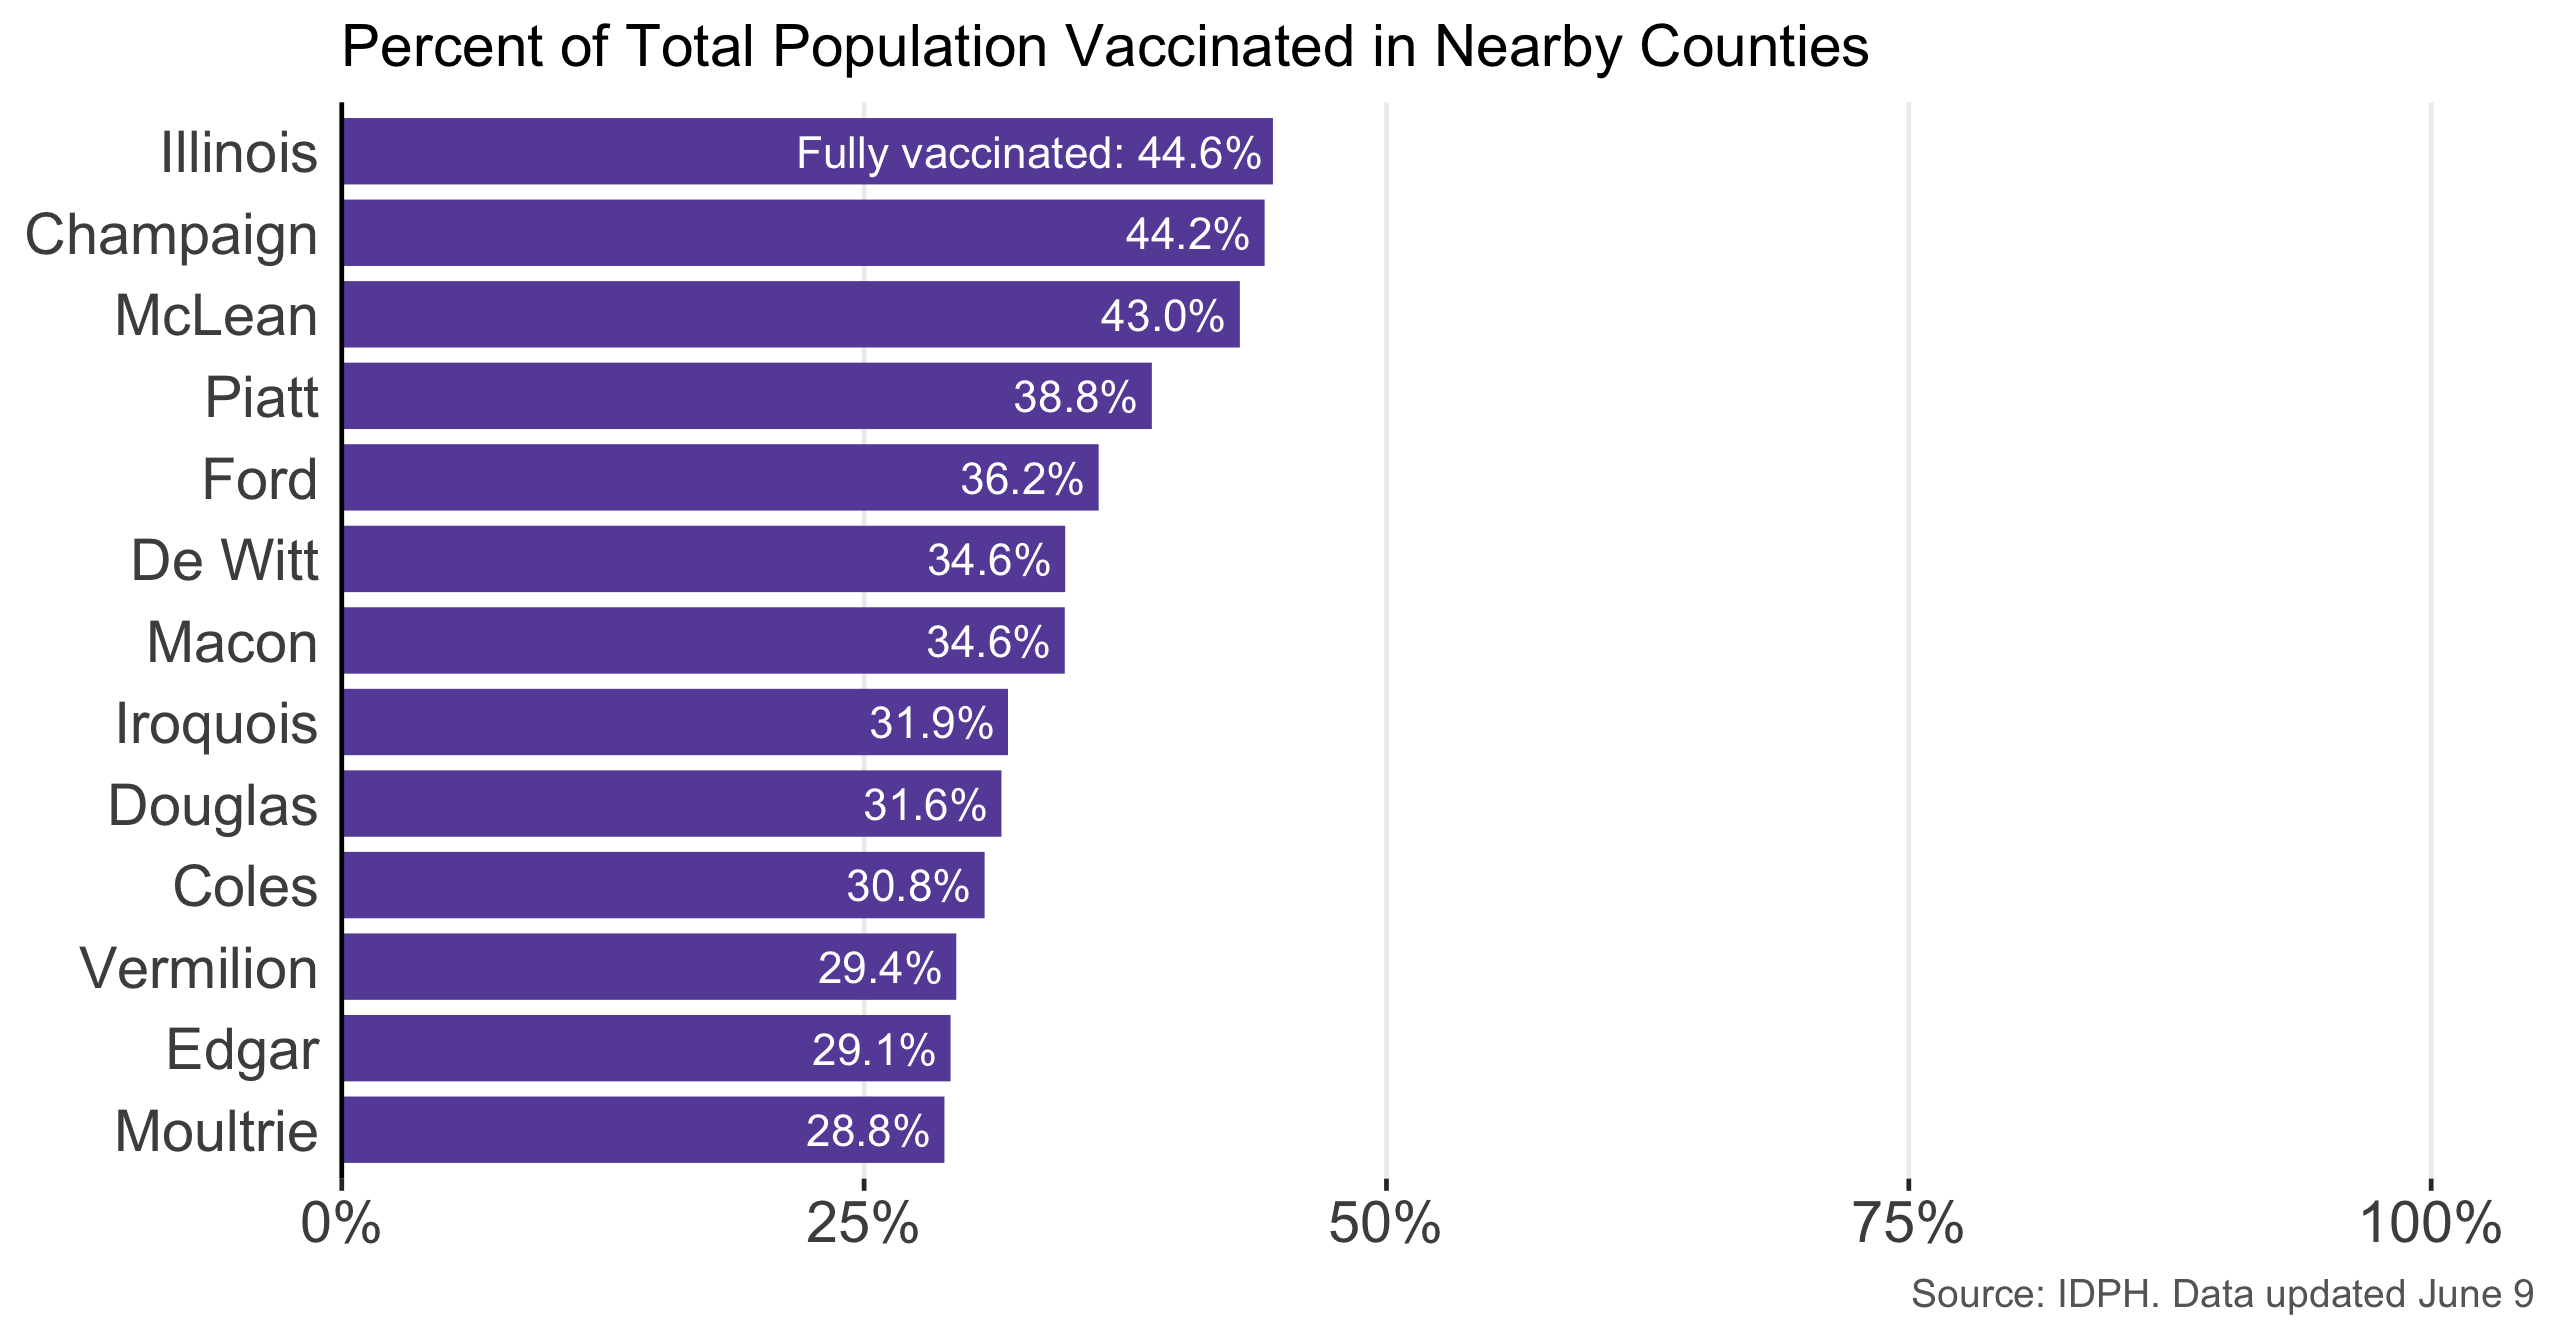 Percent of Total Population Vaccinated in Nearby Counties
Illinois Fully vaccinated: 44.6%
Champaign 44.2%
McLean 43.0%
Piatt 38.8%
Ford 36.2%
De Witt 34.6%
Macon 34.6%
Iroquois 31.9%
Douglas 31.6%
Coles 30.8%
Vermilion 29.4%
Edgar 29.1%
Moultrie 28.8%
0% 25% 50% 75% 100%
Source: IDPH. Data updated June 9